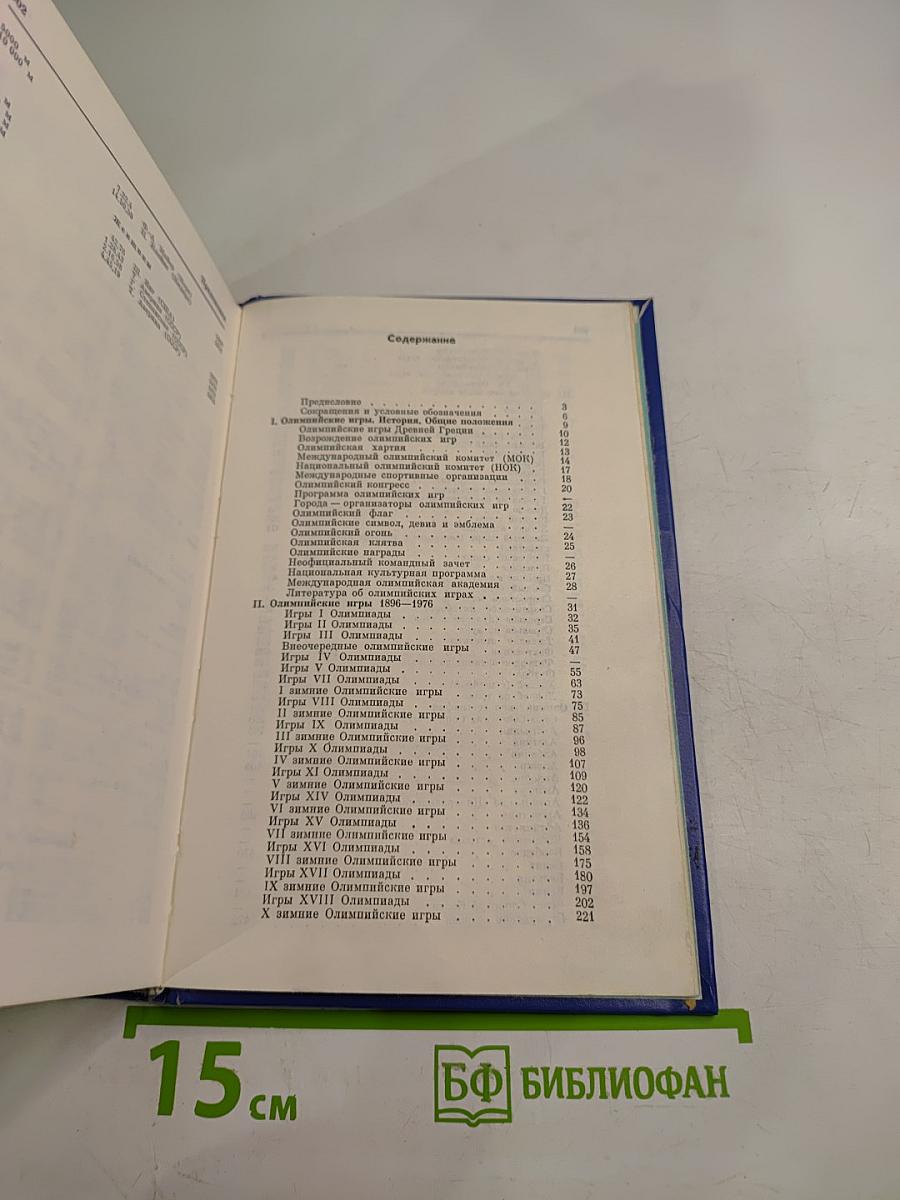 5000 м
10 000 м
Женщины
Содержание
Предисловие . . . . . . . . . . . . . 3
Сокращения и условные обозначения . . . . 6
I. Олимпийские игры. История. Общие положения . 9
Олимпийские игры Древней Греции . . . . . 10
Возрождение олимпийских игр . . . . . . 12
Олимпийская хартия . . . . . . . . . 13
Международный олимпийский комитет (МОК) 14
Национальный олимпийский комитет (НОК) . 17
Международные спортивные организации . . 18
Олимпийский конгресс . . . . . . . . 20
Программа олимпийских игр . . . . . . —
Города — организаторы олимпийских игр . . 22
Олимпийский флаг . . . . . . . . . 23
Олимпийские символ, девиз и эмблема . . . —
Олимпийский огонь . . . . . . . . . 24
Олимпийская клятва . . . . . . . . . 25
Олимпийские награды . . . . . . . . —
Неофициальный командный зачет . . . . . 26
Национальная культурная программа . . . . 27
Международная олимпийская академия . . . 28
Литература об олимпийских играх . . . . . —
II. Олимпийские игры 1896—1976 . . . . . . . 31
Игры I Олимпиады . . . . . . . . . . 32
Игры II Олимпиады . . . . . . . . . 35
Игры III Олимпиады . . . . . . . . . 41
Внеочередные олимпийские игры . . . . . 47
Игры IV Олимпиады . . . . . . . . . —
Игры V Олимпиады . . . . . . . . . . 55
Игры VII Олимпиады . . . . . . . . . 63
I зимние Олимпийские игры . . . . . . . 73
Игры VIII Олимпиады . . . . . . . . . 75
II зимние Олимпийские игры . . . . . . . 85
Игры IX Олимпиады . . . . . . . . . 87
III зимние Олимпийские игры . . . . . . . 96
Игры X Олимпиады . . . . . . . . . . 98
IV зимние Олимпийские игры . . . . . . . 107
Игры XI Олимпиады . . . . . . . . . 109
V зимние Олимпийские игры . . . . . . . 120
Игры XIV Олимпиады . . . . . . . . . 122
VI зимние Олимпийские игры . . . . . . . 134
Игры XV Олимпиады . . . . . . . . . 136
VII зимние Олимпийские игры . . . . . . . 154
Игры XVI Олимпиады . . . . . . . . . 158
VIII зимние Олимпийские игры . . . . . . 175
Игры XVII Олимпиады . . . . . . . . . 180
IX зимние Олимпийские игры . . . . . . . 197
Игры XVIII Олимпиады . . . . . . . . . 202
X зимние Олимпийские игры . . . . . . . 221
15 см
БФ БИБЛИОФАН